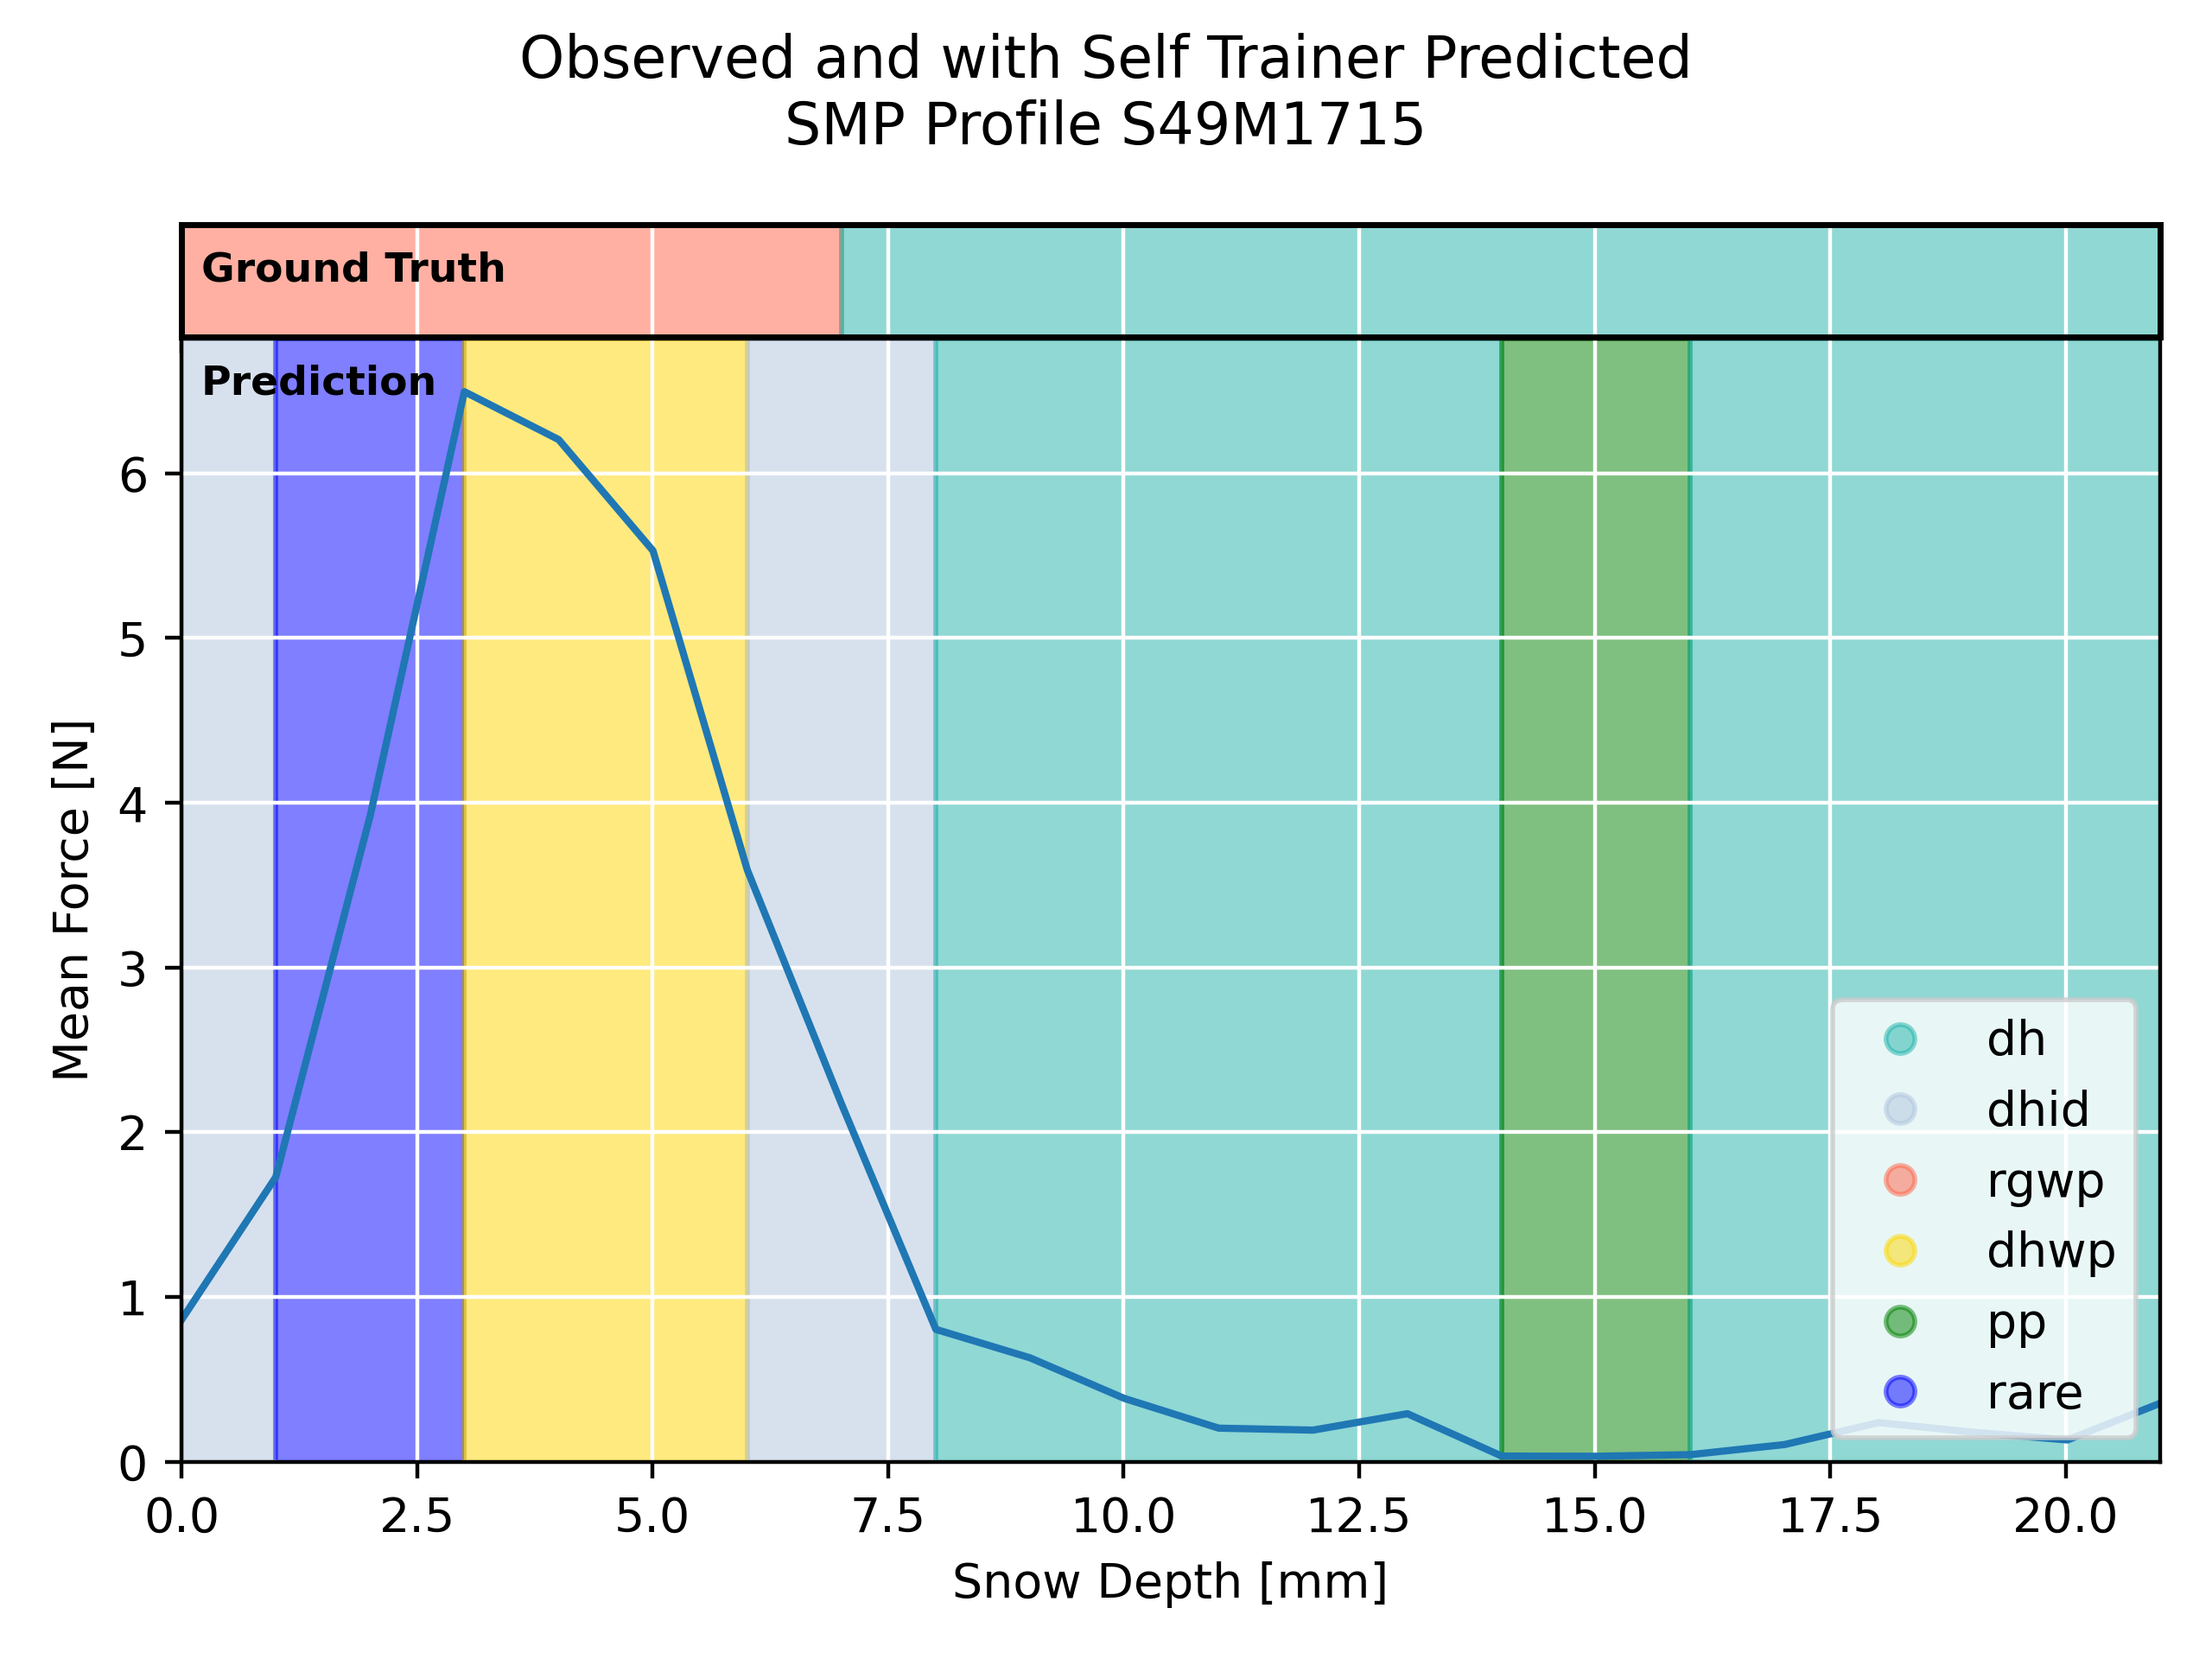 Observed and with Self Trainer Predicted
SMP Profile S49M1715
Ground Truth
Prediction
6
5
4
3
2
1
0
Mean Force [N]
dh
dhid
rgwp
dhwp
pp
rare
0.0 2.5 5.0 7.5 10.0 12.5 15.0 17.5 20.0
Snow Depth [mm]